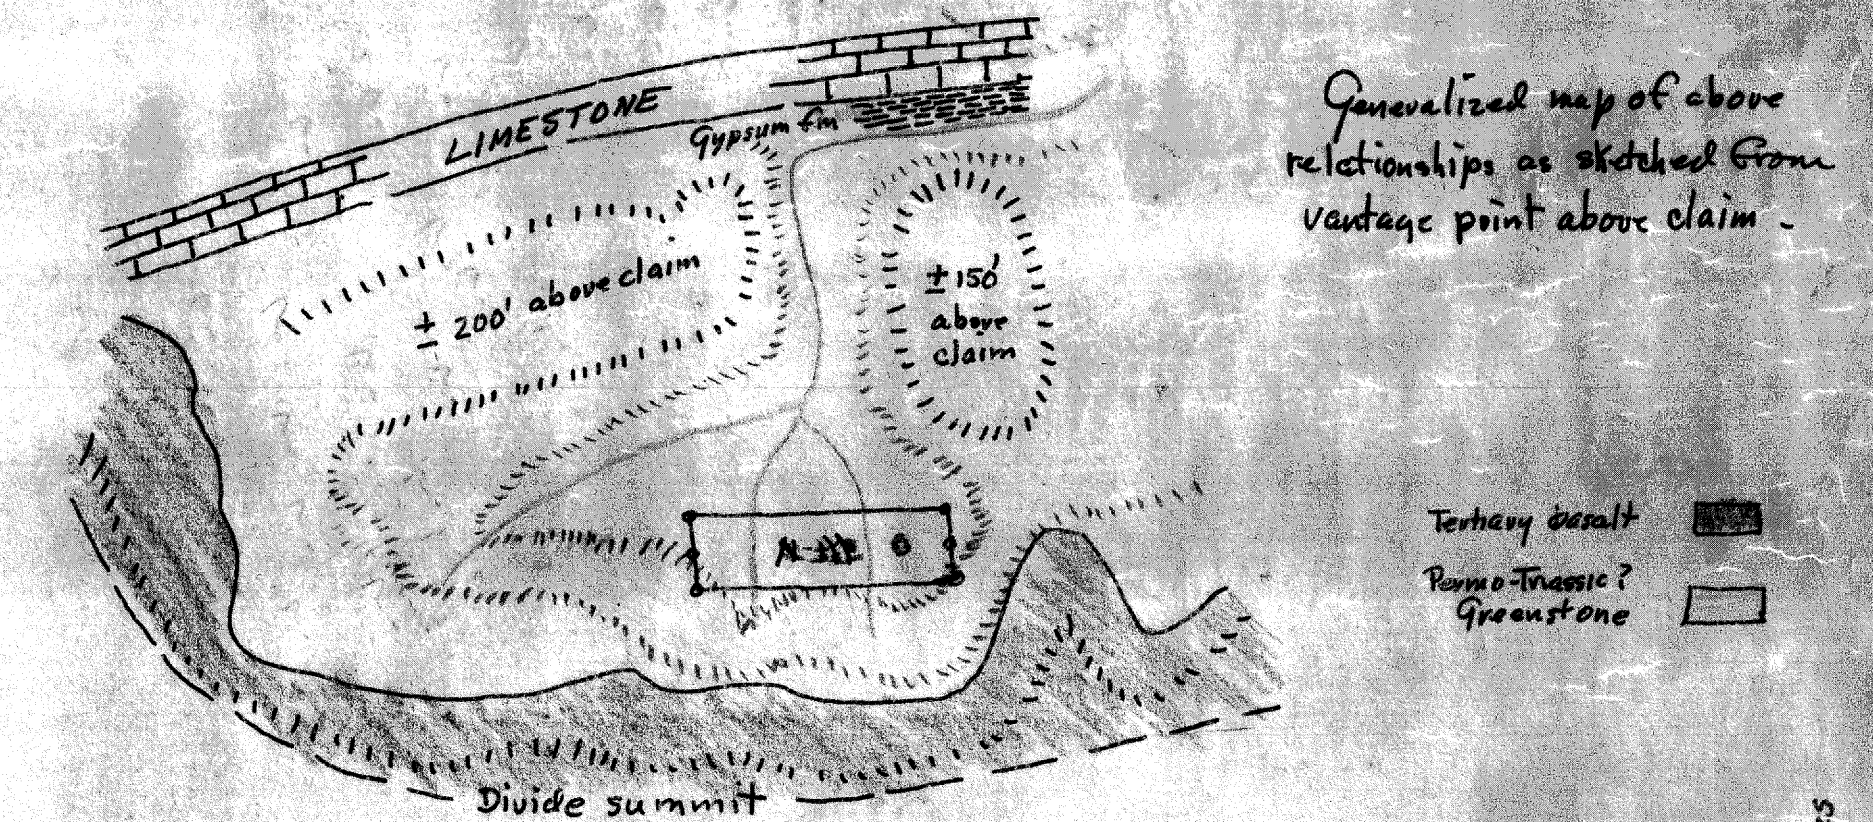 LIMESTONE
Gypsum fm
± 200' above claim
± 150'
above
claim
Generalized map of above
relationships as sketched from
vantage point above claim.
Tertiary basalt
Permo-Triassic?
Greenstone
Divide summit